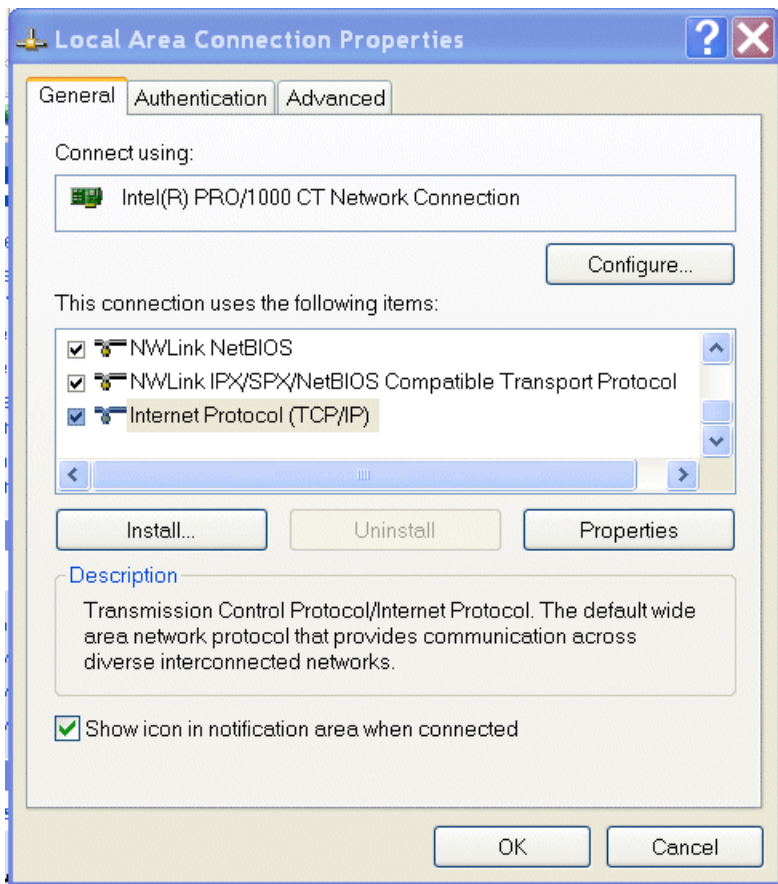 Local Area Connection Properties
General Authentication Advanced
Connect using:
Intel(R) PRO/1000 CT Network Connection
Configure...
This connection uses the following items:
NWLink NetBIOS
NWLink IPX/SPX/NetBIOS Compatible Transport Protocol
Internet Protocol (TCP/IP)
Install... Uninstall Properties
Description
Transmission Control Protocol/Internet Protocol. The default wide
area network protocol that provides communication across
diverse interconnected networks.
Show icon in notification area when connected
OK Cancel